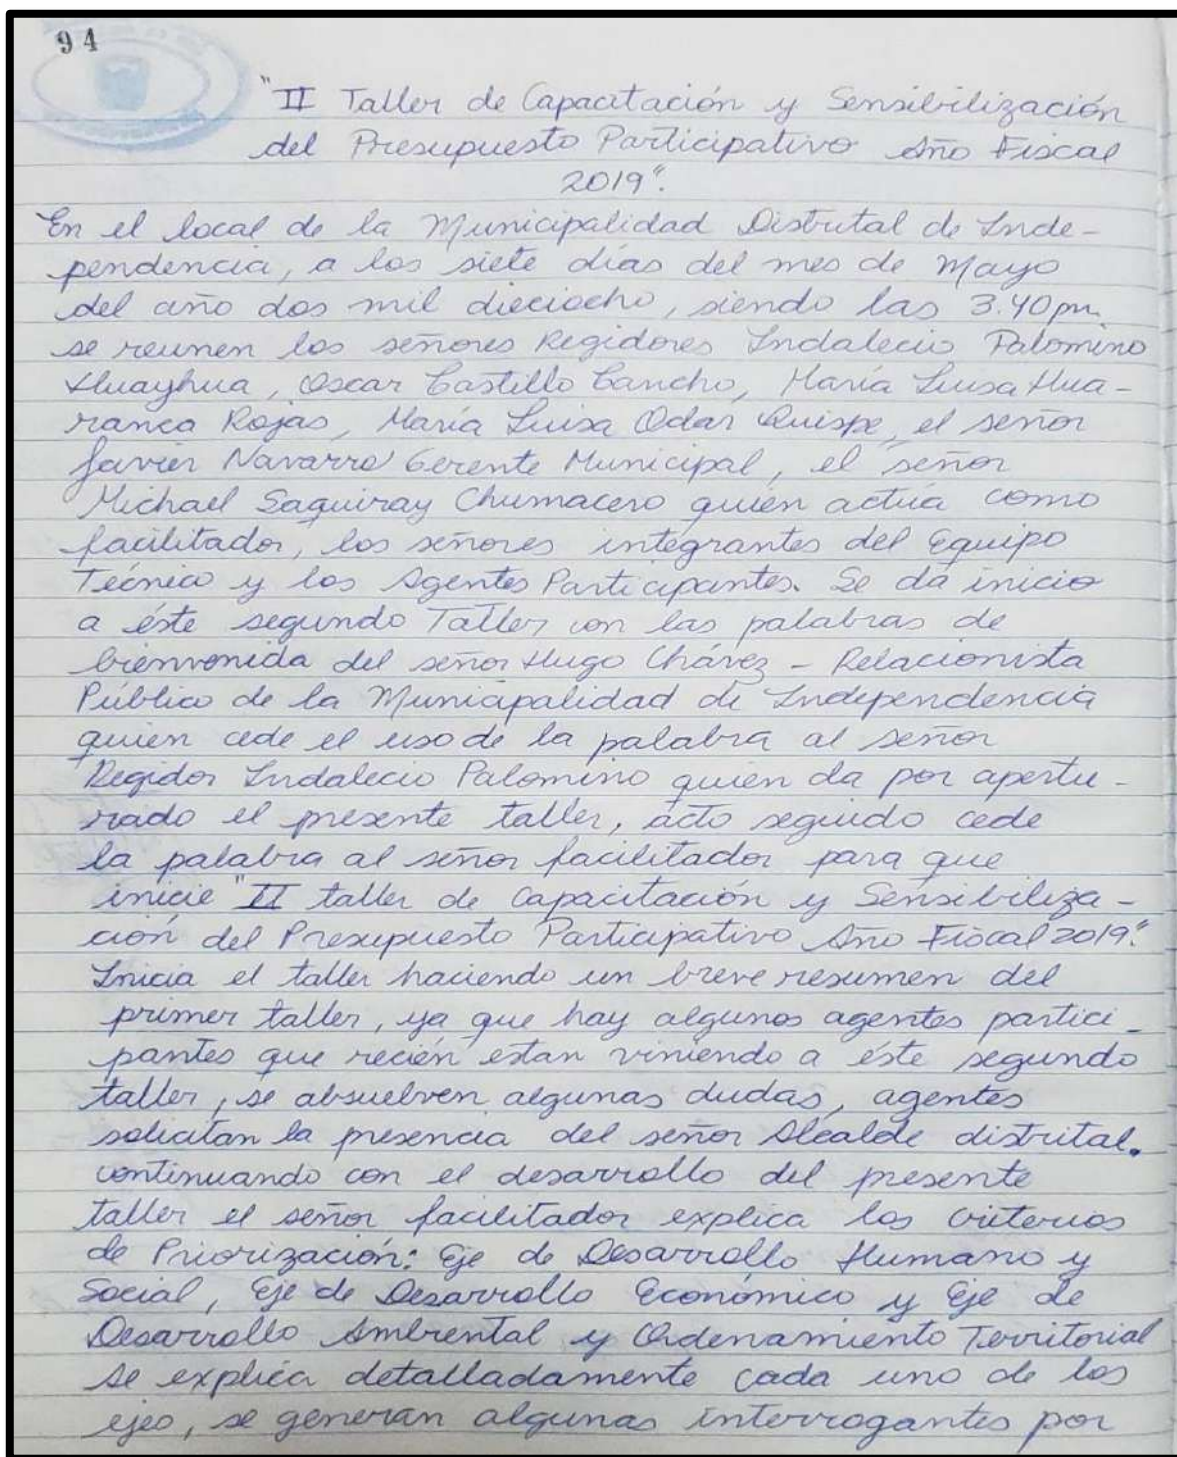 94
"II Taller de Capacitación y Sensibilización
del Presupuesto Participativo Año Fiscal
2019".
En el local de la Municipalidad Distrital de Inde-
pendencia, a los siete días del mes de Mayo
del año dos mil dieciocho, siendo las 3.40 pm.
se reunen los señores Regidores Indalecio Palomino
Huayhua, Oscar Castillo Cancho, María Luisa Hua-
ranca Rojas, María Luisa Odar Quispe, el señor
Javier Navarro Gerente Municipal, el señor
Michael Saquiray Chumacero quién actúa como
facilitador, los señores integrantes del Equipo
Técnico y los Agentes Participantes. Se dá inicio
a éste segundo Taller con las palabras de
bienvenida del señor Hugo Chávez - Relacionista
Público de la Municipalidad de Independencia
quién cede el uso de la palabra al señor
Regidor Indalecio Palomino quién da por apertu-
rado el presente taller, acto seguido cede
la palabra al señor facilitador para que
inicie "II taller de Capacitación y Sensibiliza-
ción del Presupuesto Participativo Año Fiscal 2019".
Inicia el taller haciendo un breve resumen del
primer taller, ya que hay algunos agentes partici-
pantes que recién estan viniendo a éste segundo
taller, se absuelven algunas dudas, agentes
solicitan la presencia del señor Alcalde distrital.
continuando con el desarrollo del presente
taller el señor facilitador explica los criterios
de Priorización: Eje de Desarrollo Humano y
Social, Eje de Desarrollo Económico y Eje de
Desarrollo Ambiental y Ordenamiento Territorial
se explica detalladamente cada uno de los
ejes, se generan algunas interrogantes por